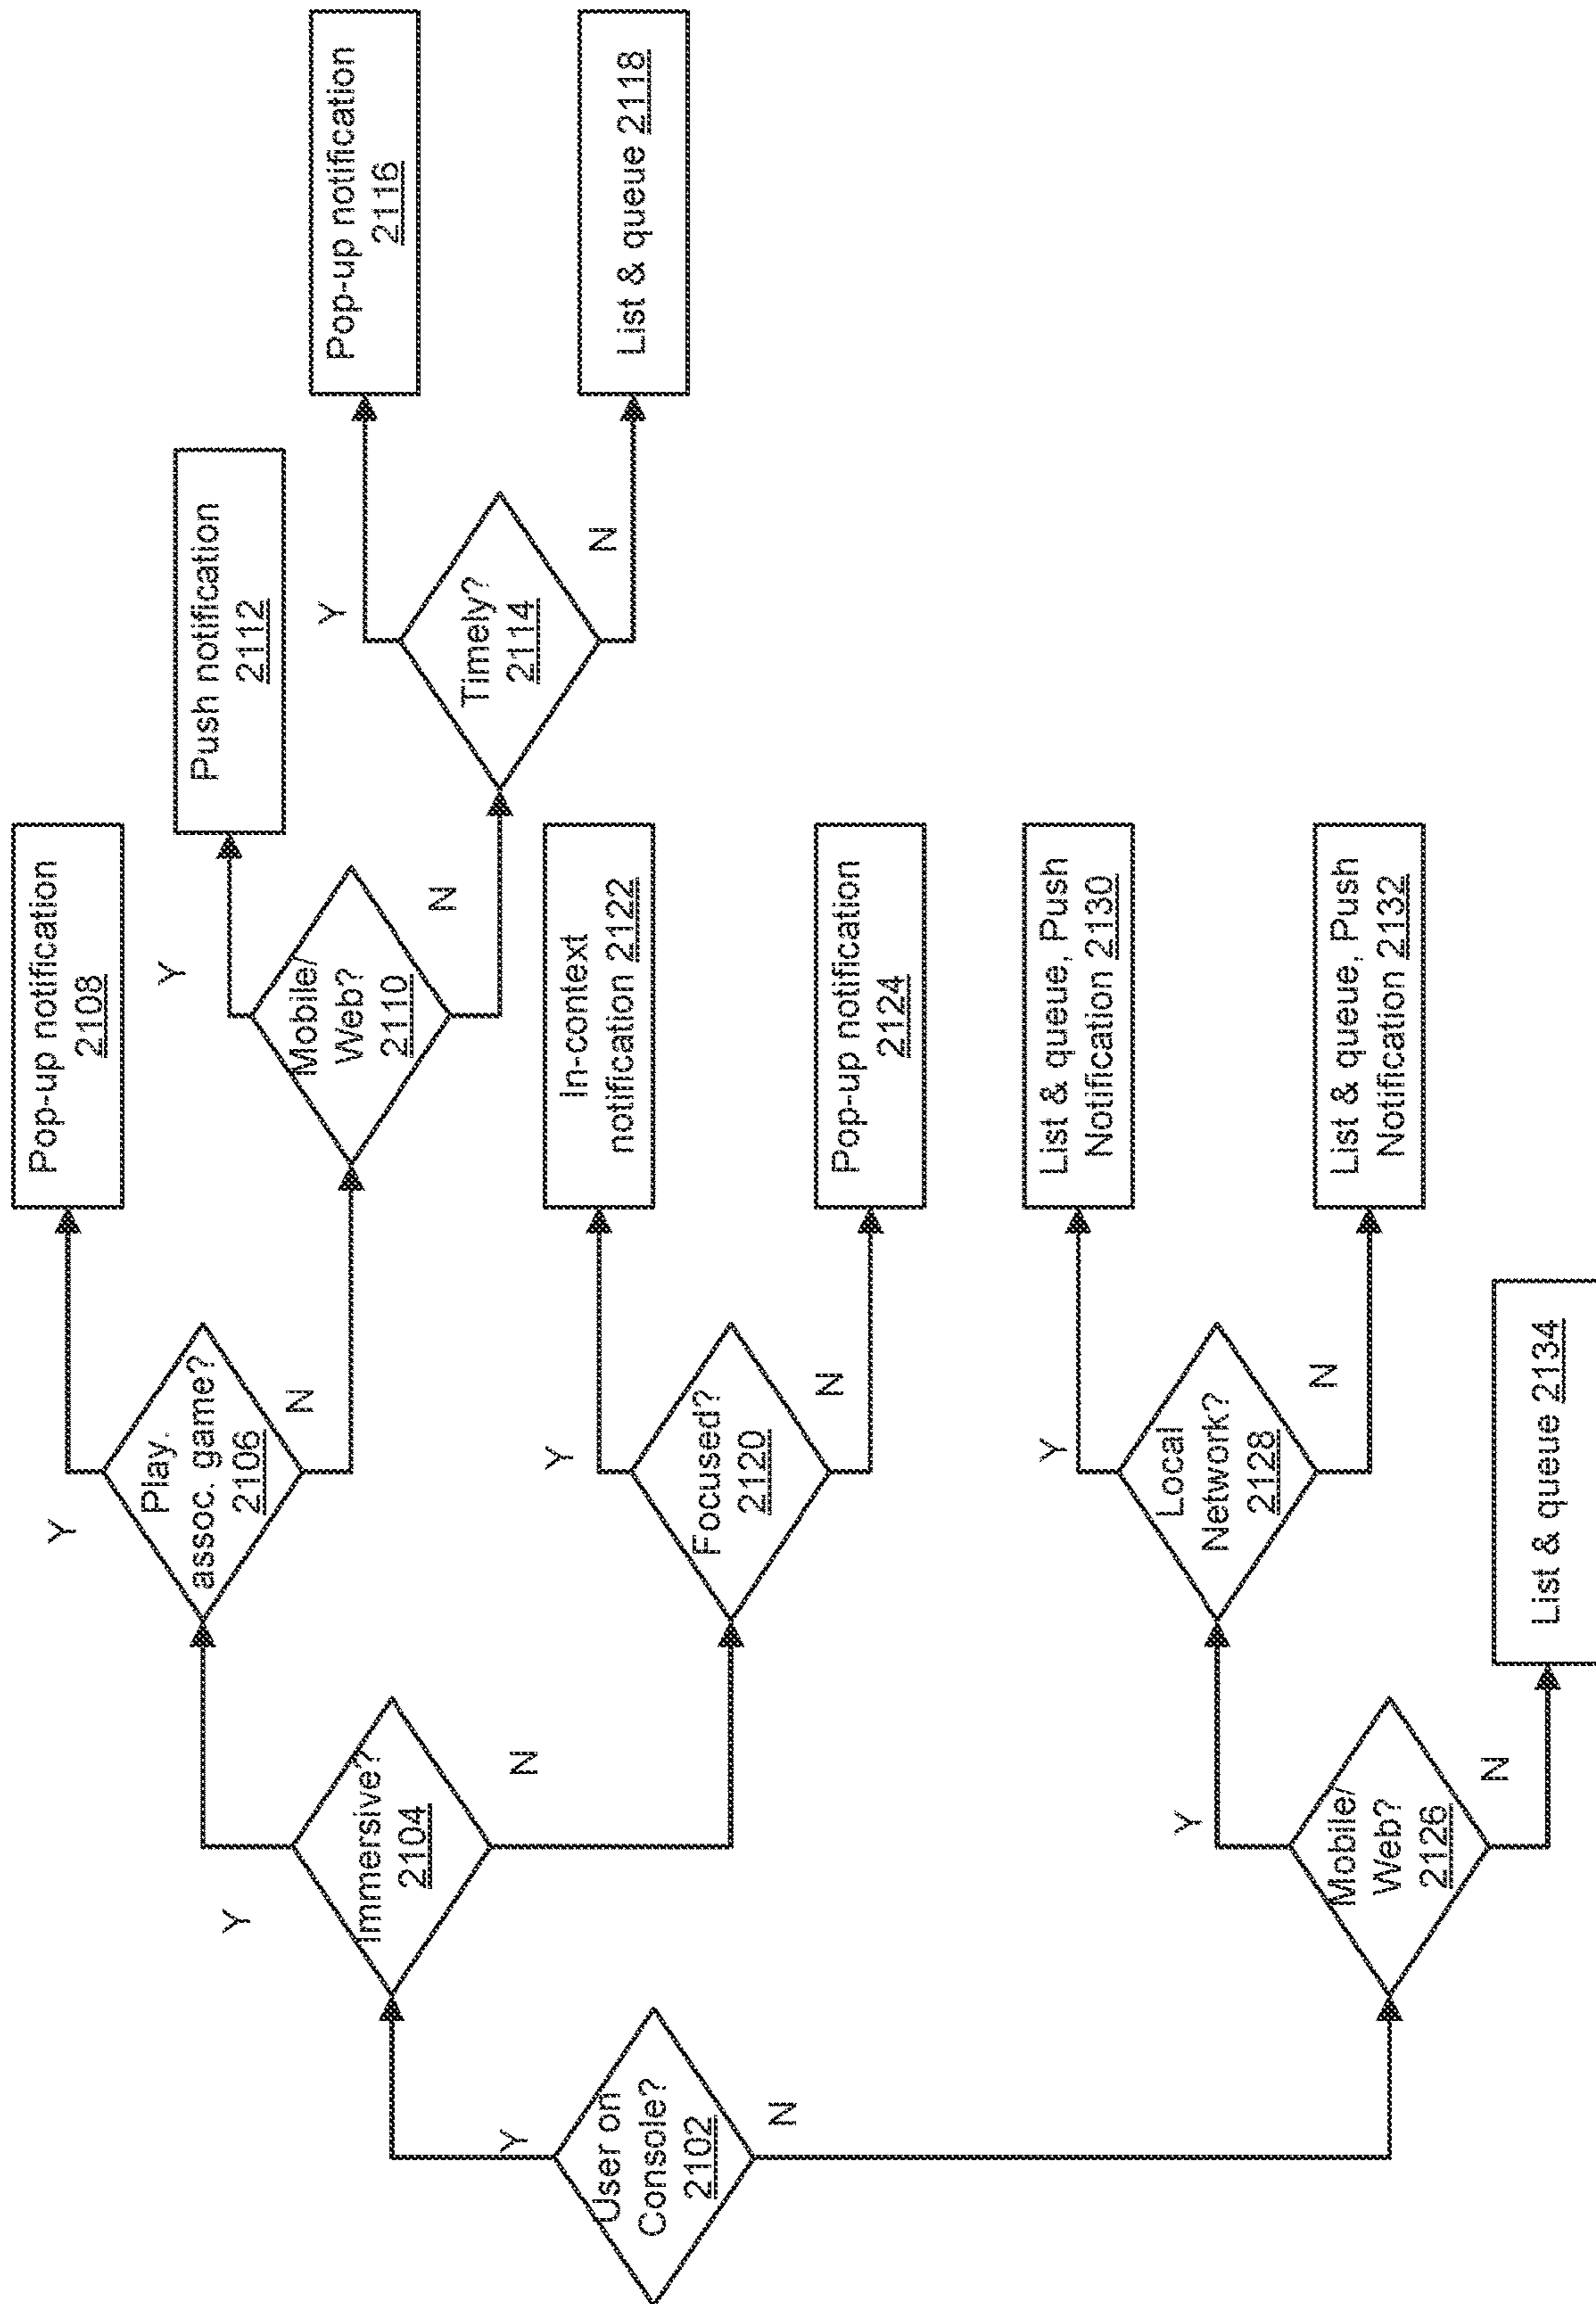 User on
Console?
2102
Y
N
Immersive?
2104
Y
N
Play.
assoc. game?
2106
Y
N
Pop-up notification
2108
Mobile/
Web?
2110
Y
N
Push notification
2112
Timely?
2114
Y
N
Pop-up notification
2116
List & queue 2118
Focused?
2120
Y
N
In-context
notification 2122
Pop-up notification
2124
Mobile/
Web?
2126
Y
N
Local
Network?
2128
Y
N
List & queue, Push
Notification 2130
List & queue, Push
Notification 2132
List & queue 2134